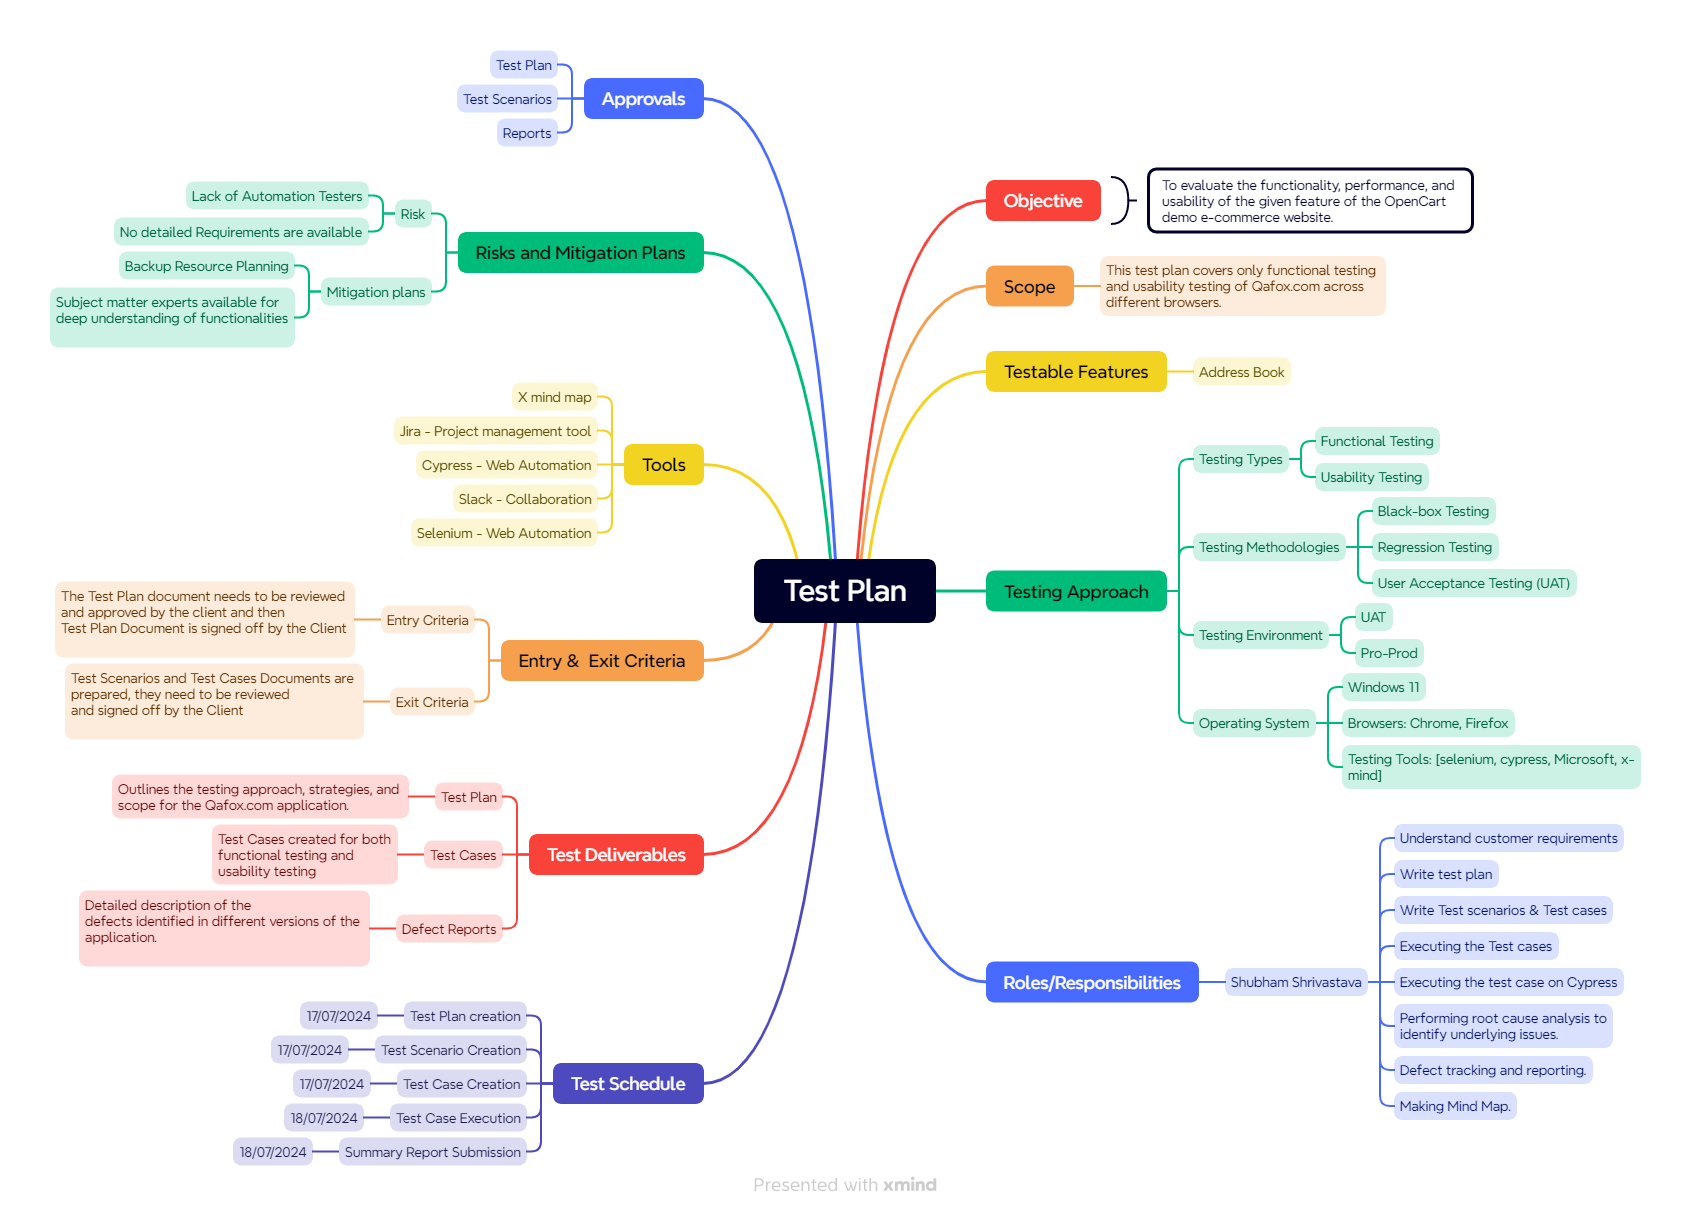 Test Plan
Objective
To evaluate the functionality, performance, and
usability of the given feature of the OpenCart
demo e-commerce website.
Scope
This test plan covers only functional testing
and usability testing of Qafox.com across
different browsers.
Testable Features
Address Book
Testing Approach
Testing Types
Functional Testing
Usability Testing
Testing Methodologies
Black-box Testing
Regression Testing
User Acceptance Testing (UAT)
Testing Environment
UAT
Pro-Prod
Operating System
Windows 11
Browsers: Chrome, Firefox
Testing Tools: [selenium, cypress, Microsoft, x-
mind]
Roles/Responsibilities
Shubham Shrivastava
Understand customer requirements
Write test plan
Write Test scenarios & Test cases
Executing the Test cases
Executing the test case on Cypress
Performing root cause analysis to
identify underlying issues.
Defect tracking and reporting.
Making Mind Map.
Approvals
Test Plan
Test Scenarios
Reports
Risks and Mitigation Plans
Risk
Lack of Automation Testers
No detailed Requirements are available
Mitigation plans
Backup Resource Planning
Subject matter experts available for
deep understanding of functionalities
Tools
X mind map
Jira - Project management tool
Cypress - Web Automation
Slack - Collaboration
Selenium - Web Automation
Entry &  Exit Criteria
Entry Criteria
The Test Plan document needs to be reviewed
and approved by the client and then
Test Plan Document is signed off by the Client
Exit Criteria
Test Scenarios and Test Cases Documents are
prepared, they need to be reviewed
and signed off by the Client
Test Deliverables
Test Plan
Outlines the testing approach, strategies, and
scope for the Qafox.com application.
Test Cases
Test Cases created for both
functional testing and
usability testing
Defect Reports
Detailed description of the
defects identified in different versions of the
application.
Test Schedule
Test Plan creation
17/07/2024
Test Scenario Creation
17/07/2024
Test Case Creation
17/07/2024
Test Case Execution
18/07/2024
Summary Report Submission
18/07/2024
Presented with xmind